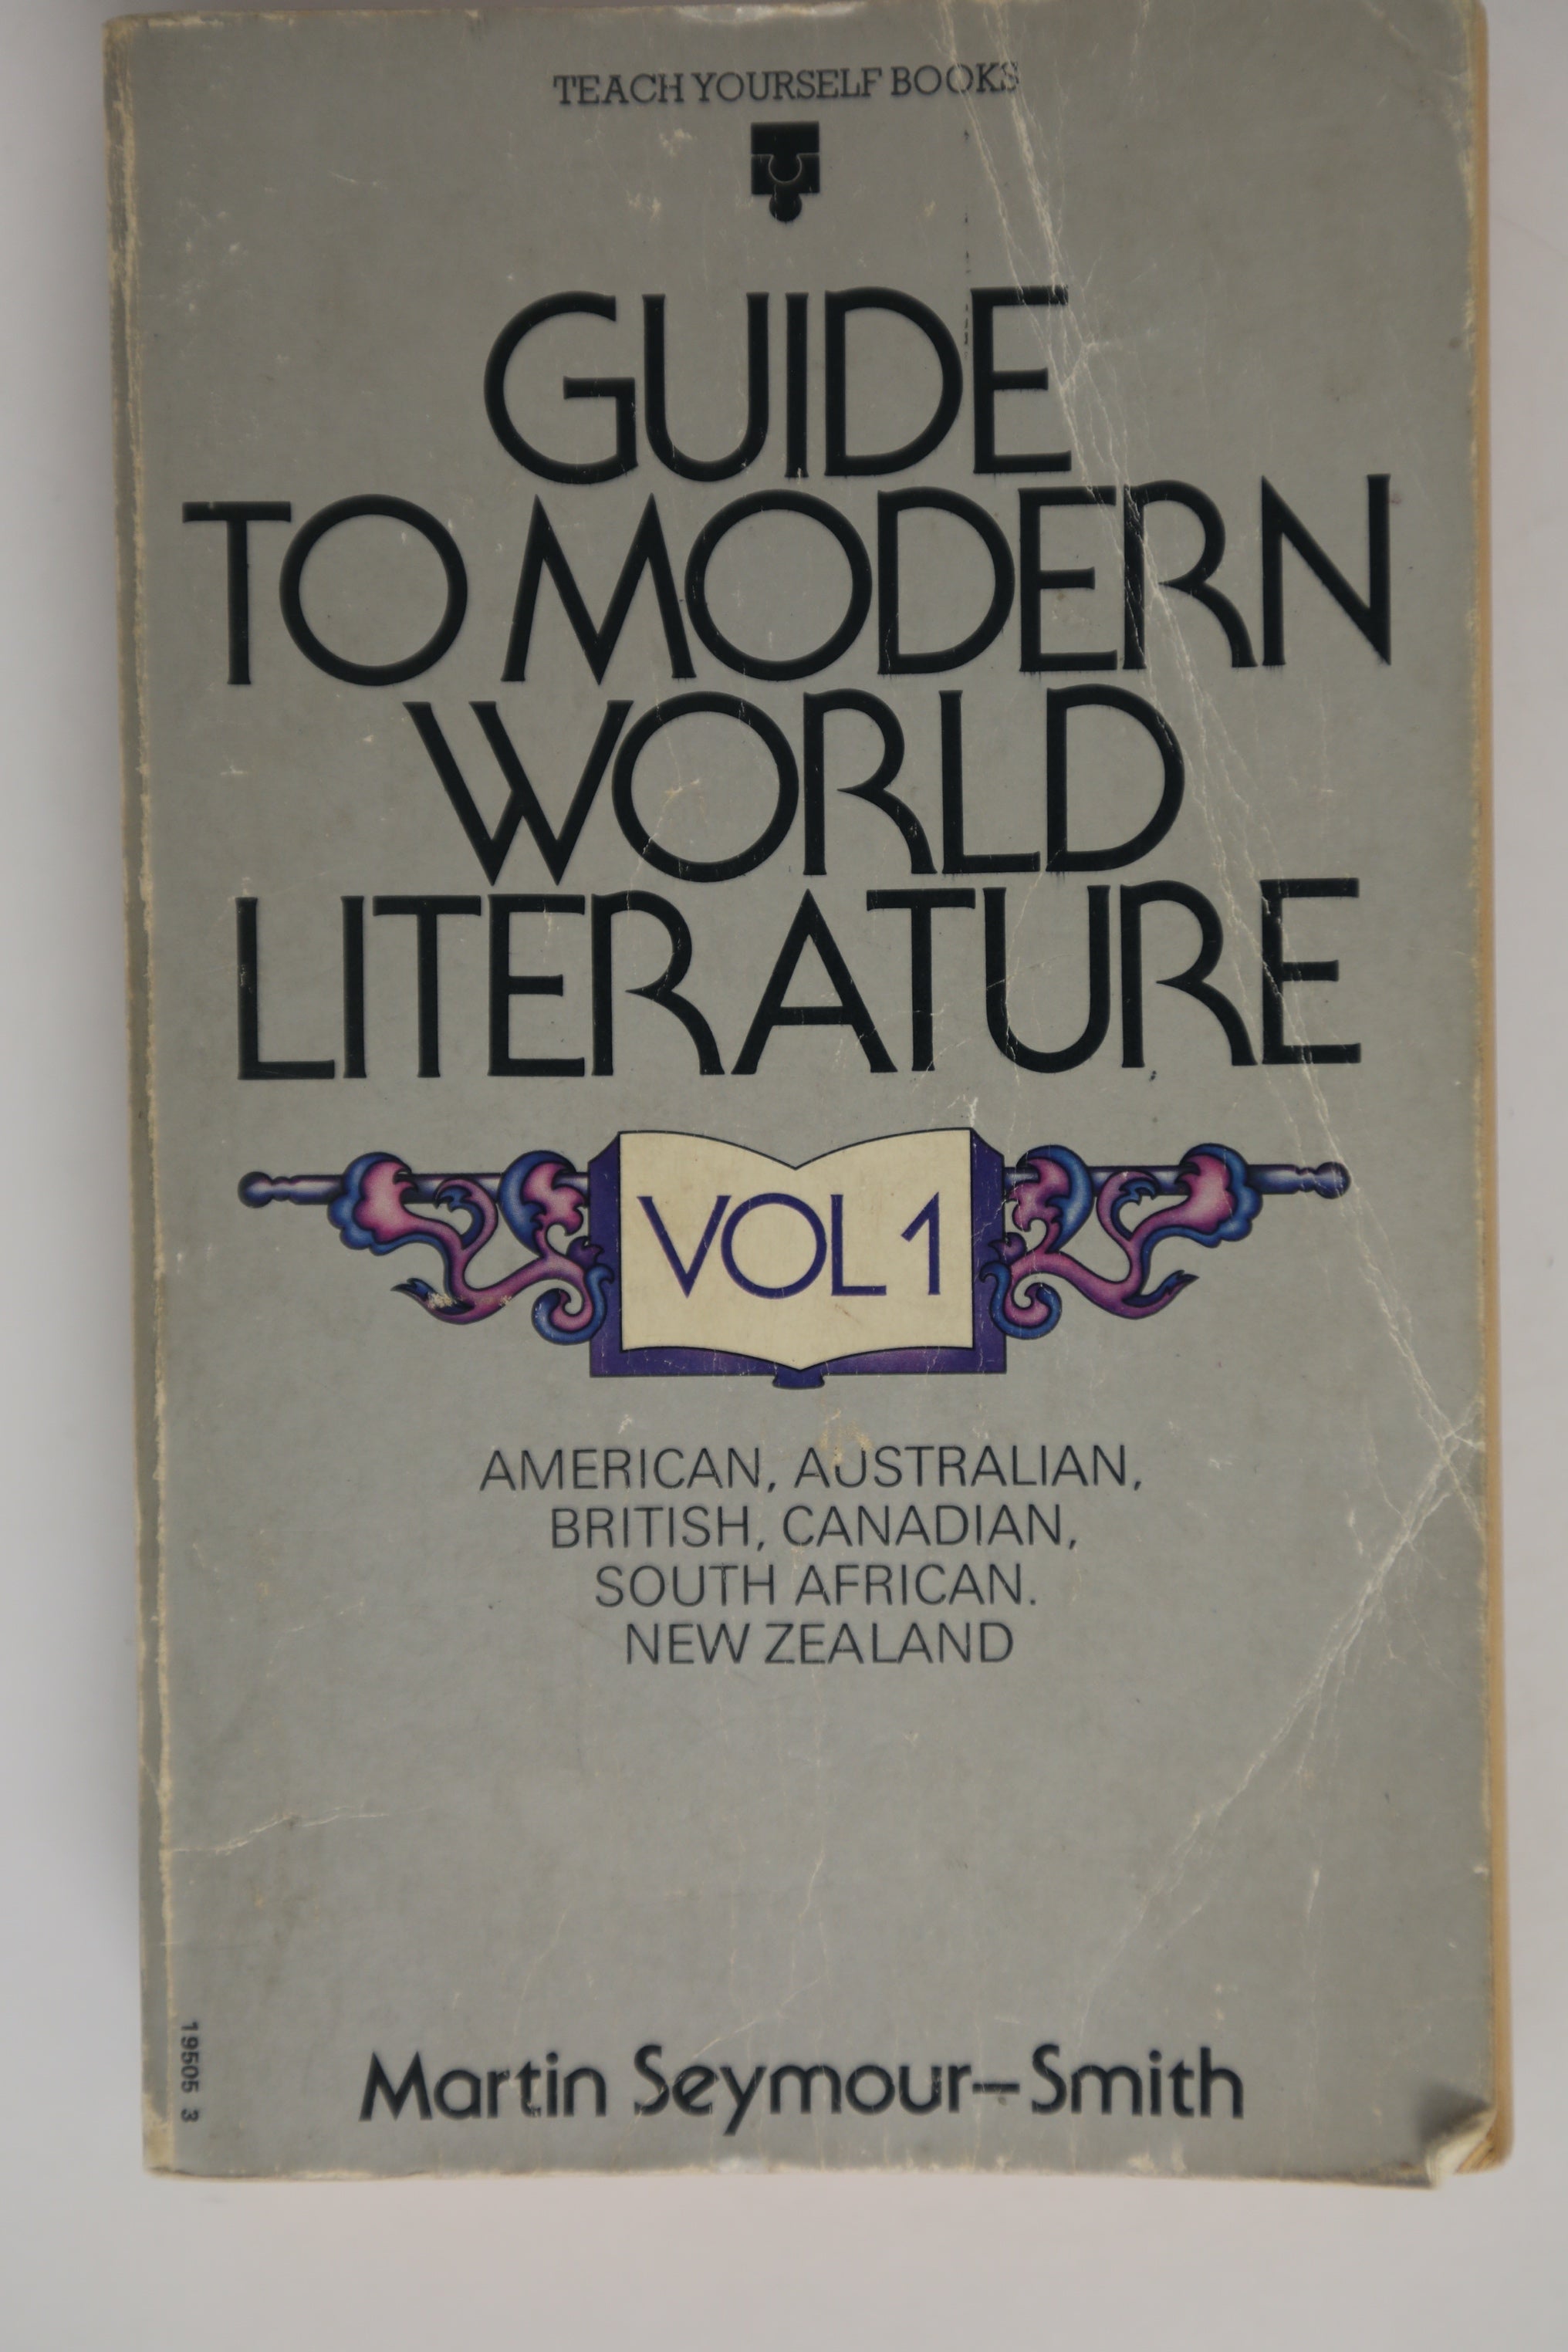 TEACH YOURSELF BOOKS
GUIDE
TO MODERN
WORLD
LITERATURE
VOL 1
AMERICAN, AUSTRALIAN,
BRITISH, CANADIAN,
SOUTH AFRICAN.
NEW ZEALAND
19505 3
Martin Seymour-Smith